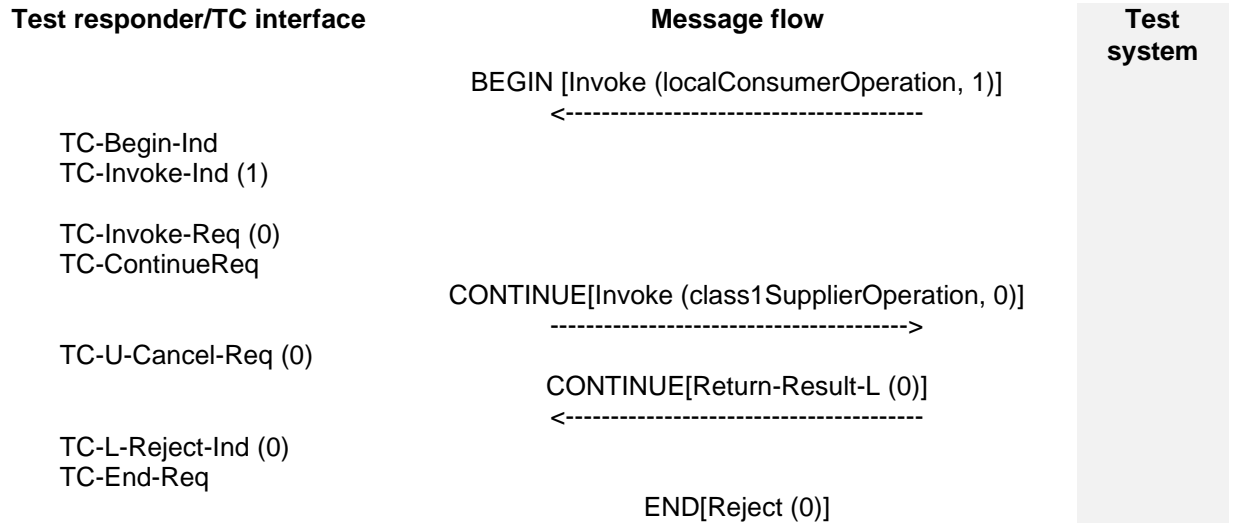 Test responder/TC interface Message flow Test
system
BEGIN [Invoke (localConsumerOperation, 1)]
<----------------------------------------
TC-Begin-Ind
TC-Invoke-Ind (1)
TC-Invoke-Req (0)
TC-ContinueReq
CONTINUE[Invoke (class1SupplierOperation, 0)]
---------------------------------------->
TC-U-Cancel-Req (0)
CONTINUE[Return-Result-L (0)]
<----------------------------------------
TC-L-Reject-Ind (0)
TC-End-Req
END[Reject (0)]